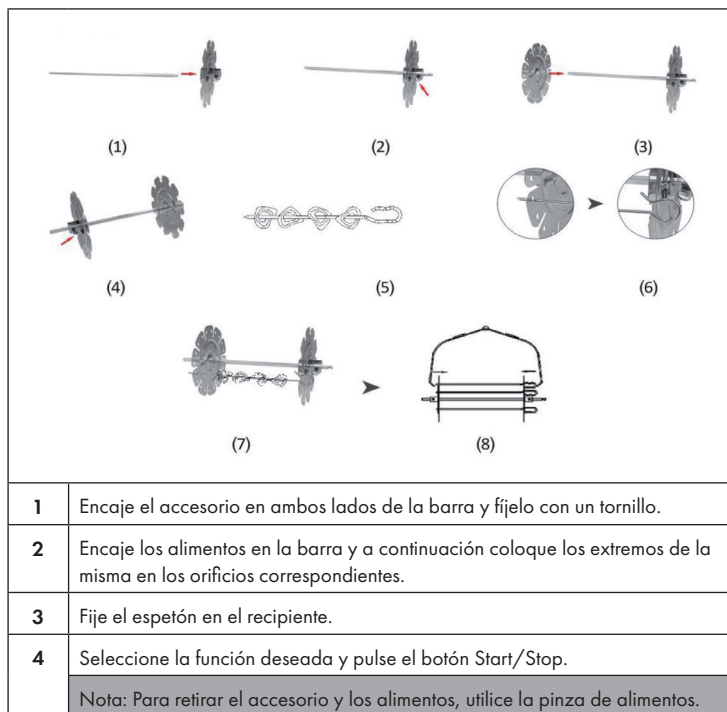 (1)
(2)
(3)
(4)
(5)
(6)
(7)
(8)
1 Encaje el accesorio en ambos lados de la barra y fíjelo con un tornillo.
2 Encaje los alimentos en la barra y a continuación coloque los extremos de la
misma en los orificios correspondientes.
3 Fije el espetón en el recipiente.
4 Seleccione la función deseada y pulse el botón Start/Stop.
Nota: Para retirar el accesorio y los alimentos, utilice la pinza de alimentos.